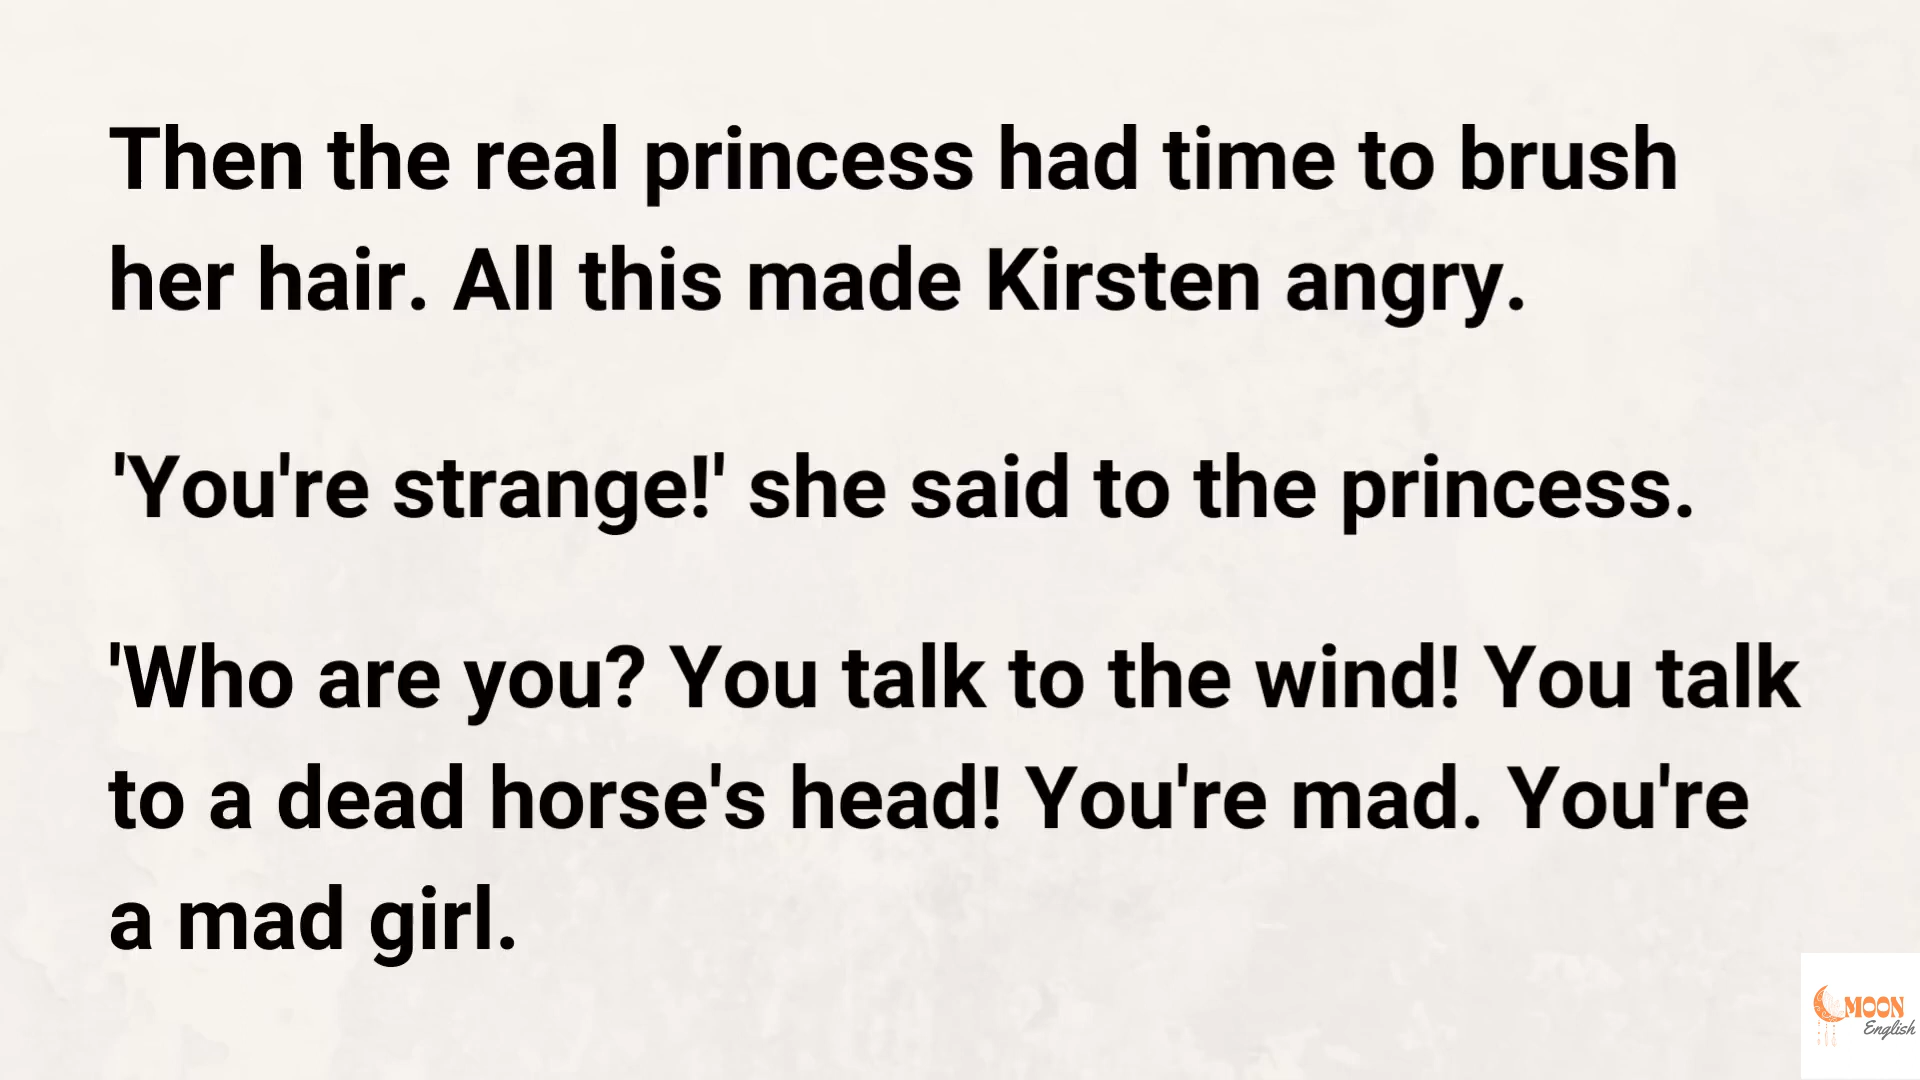 Then the real princess had time to brush
her hair. All this made Kirsten angry.
'You're strange!' she said to the princess.
'Who are you? You talk to the wind! You talk
to a dead horse's head! You're mad. You're
a mad girl.
MOON
English